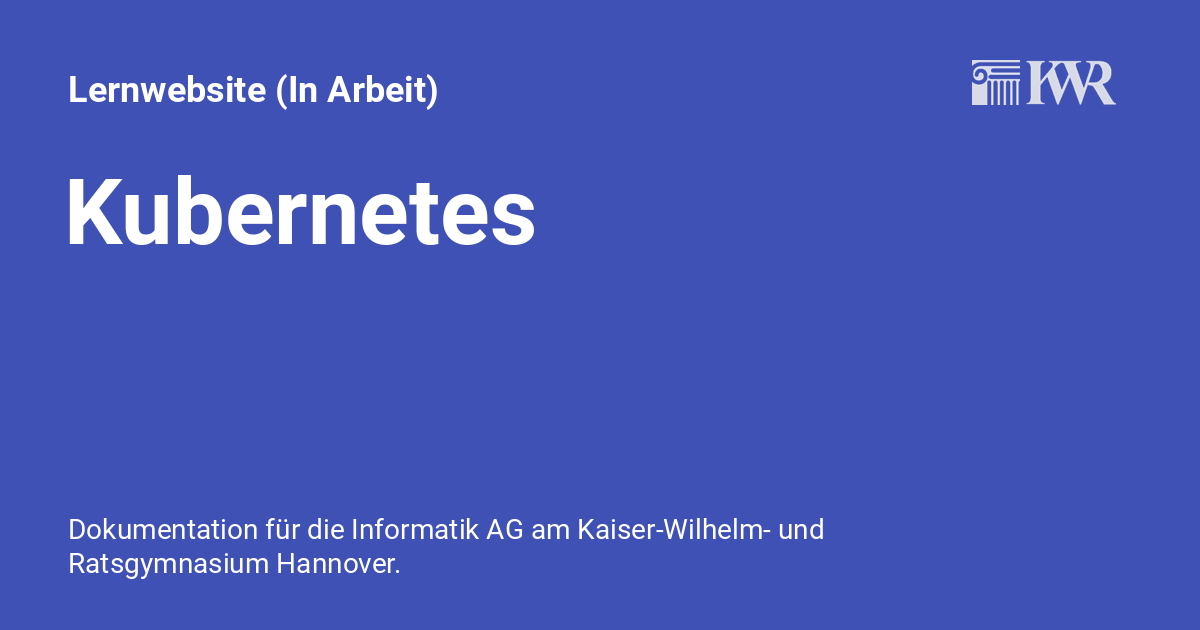 Lernwebsite (In Arbeit)
KWR
Kubernetes
Dokumentation für die Informatik AG am Kaiser-Wilhelm- und
Ratsgymnasium Hannover.